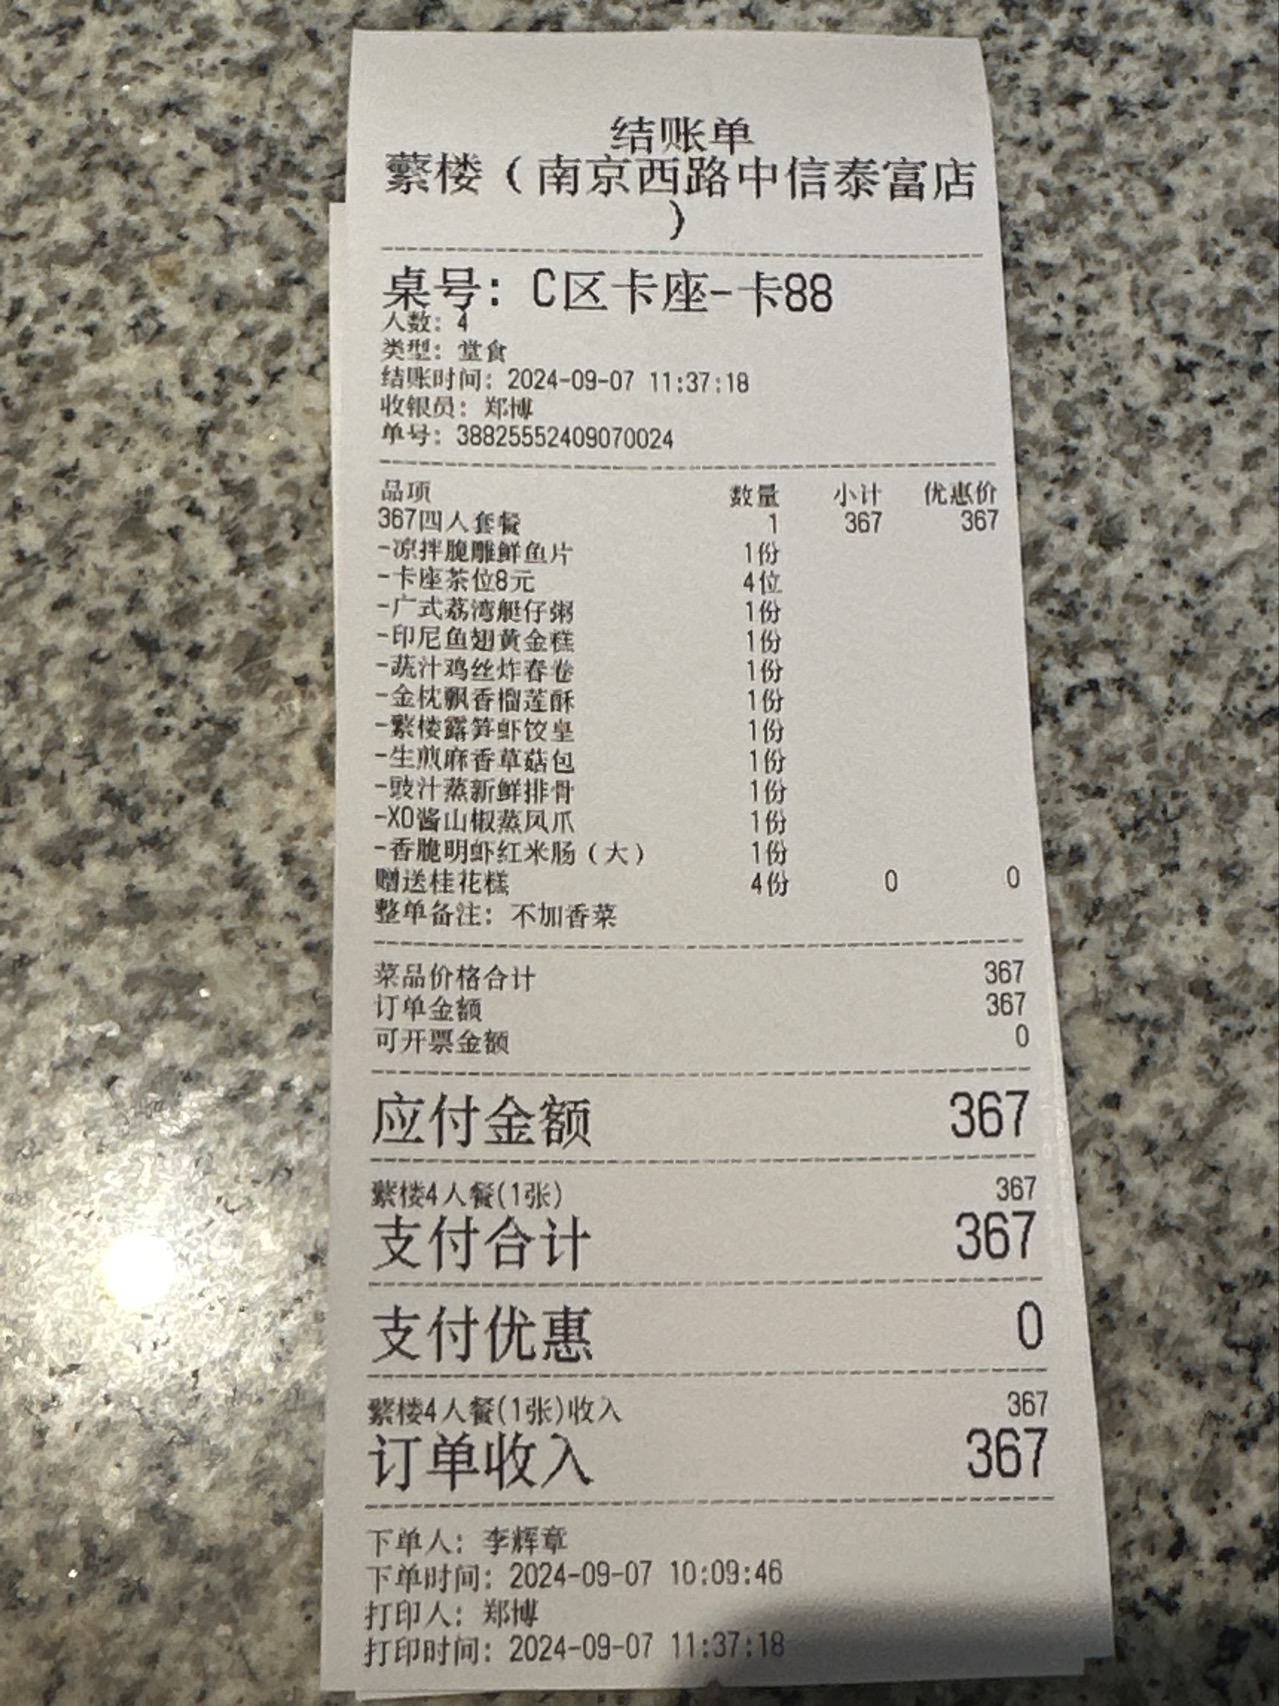 结账单
蘩楼（南京西路中信泰富店
）
桌号：C区卡座-卡88
人数：4
类型：堂食
结账时间：2024-09-07 11:37:18
收银员：郑博
单号：38825552409070024
品项 数量 小计 优惠价
367四人套餐 1 367 367
-凉拌脆雕鲜鱼片 1份
-卡座茶位8元 4位
-广式荔湾艇仔粥 1份
-印尼鱼翅黄金糕 1份
-蔬汁鸡丝炸春卷 1份
-金枕飘香榴莲酥 1份
-蘩楼露笋虾饺皇 1份
-生煎麻香草菇包 1份
-豉汁蒸新鲜排骨 1份
-XO酱山椒蒸凤爪 1份
-香脆明虾红米肠（大） 1份
赠送桂花糕 4份 0 0
整单备注：不加香菜
菜品价格合计 367
订单金额 367
可开票金额 0
应付金额 367
蘩楼4人餐(1张) 367
支付合计 367
支付优惠 0
蘩楼4人餐(1张)收入 367
订单收入 367
下单人：李辉章
下单时间：2024-09-07 10:09:46
打印人：郑博
打印时间：2024-09-07 11:37:18